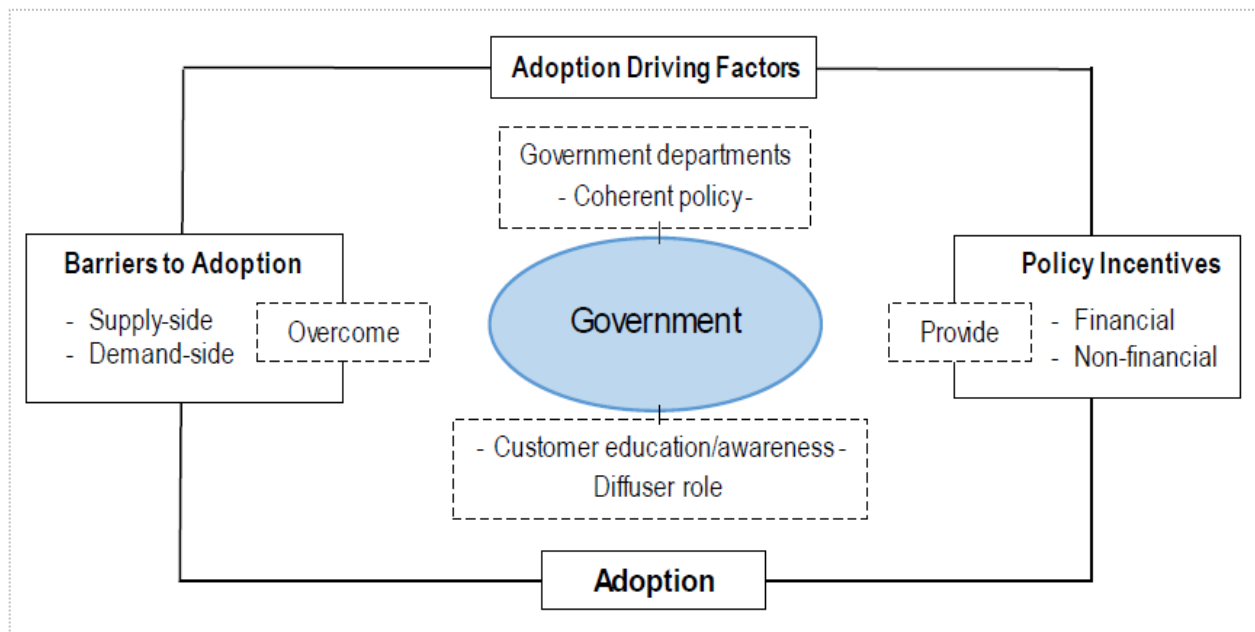 Adoption Driving Factors
Government departments
- Coherent policy-
Barriers to Adoption
- Supply-side
- Demand-side
Overcome
Government
Provide
Policy Incentives
- Financial
- Non-financial
- Customer education/awareness-
Diffuser role
Adoption